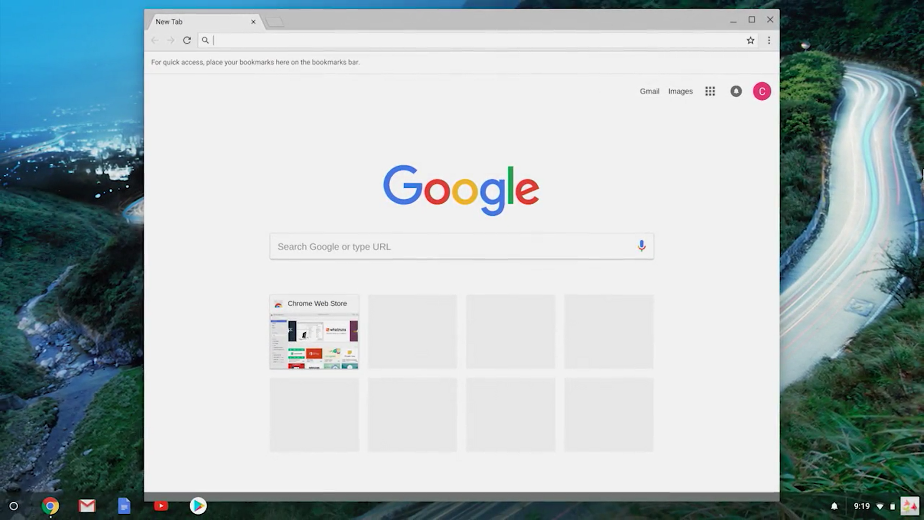 New Tab
For quick access, place your bookmarks here on the bookmarks bar.
Gmail Images
C
Google
Search Google or type URL
Chrome Web Store
9:19